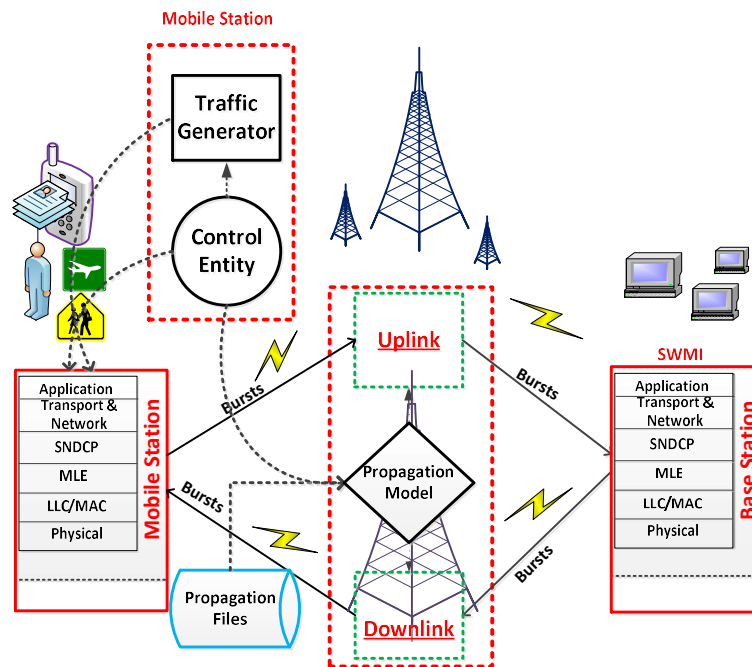 Mobile Station
Traffic
Generator
Control
Entity
Uplink
SWMI
Bursts
Bursts
Application
Transport &
Network
SNDCP
MLE
LLC/MAC
Physical
Mobile Station
Propagation
Model
Application
Transport &
Network
SNDCP
MLE
LLC/MAC
Physical
Base Station
Bursts
Bursts
Propagation
Files
Downlink